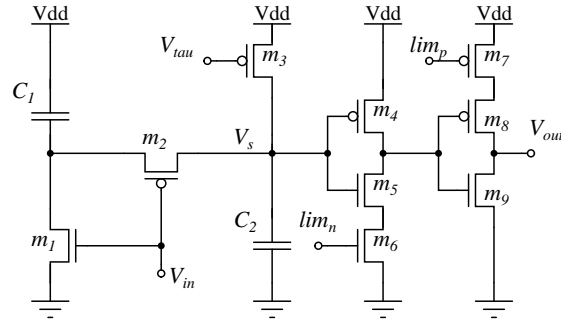 Vdd Vdd Vdd Vdd
V_tau m_3 lim_p m_7
C_1
m_4 m_8
m_2 V_s V_out
m_5 m_9
m_1 C_2 lim_n m_6
V_in